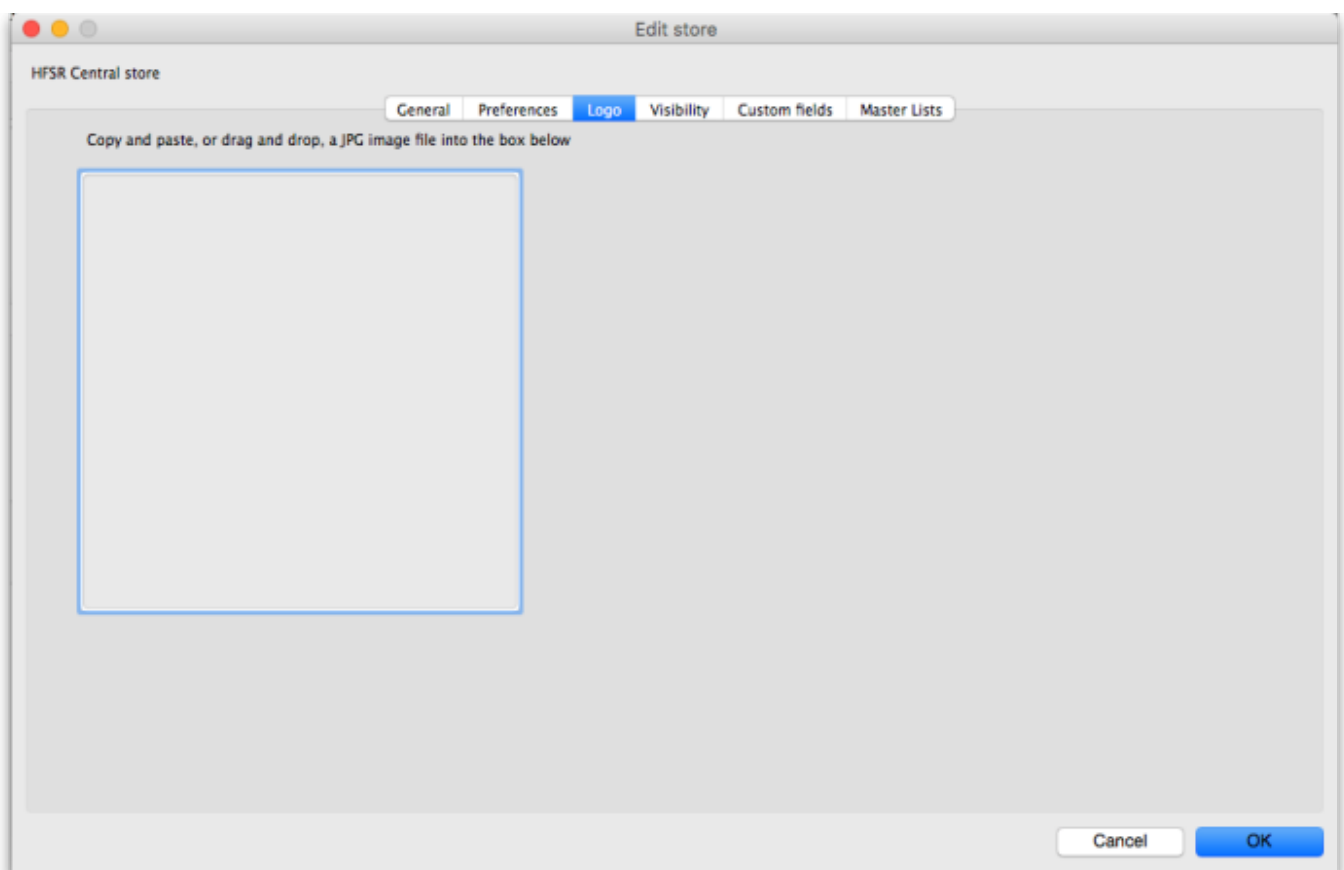 Edit store
HFSR Central store
General Preferences Logo Visibility Custom fields Master Lists
Copy and paste, or drag and drop, a JPG image file into the box below
Cancel OK